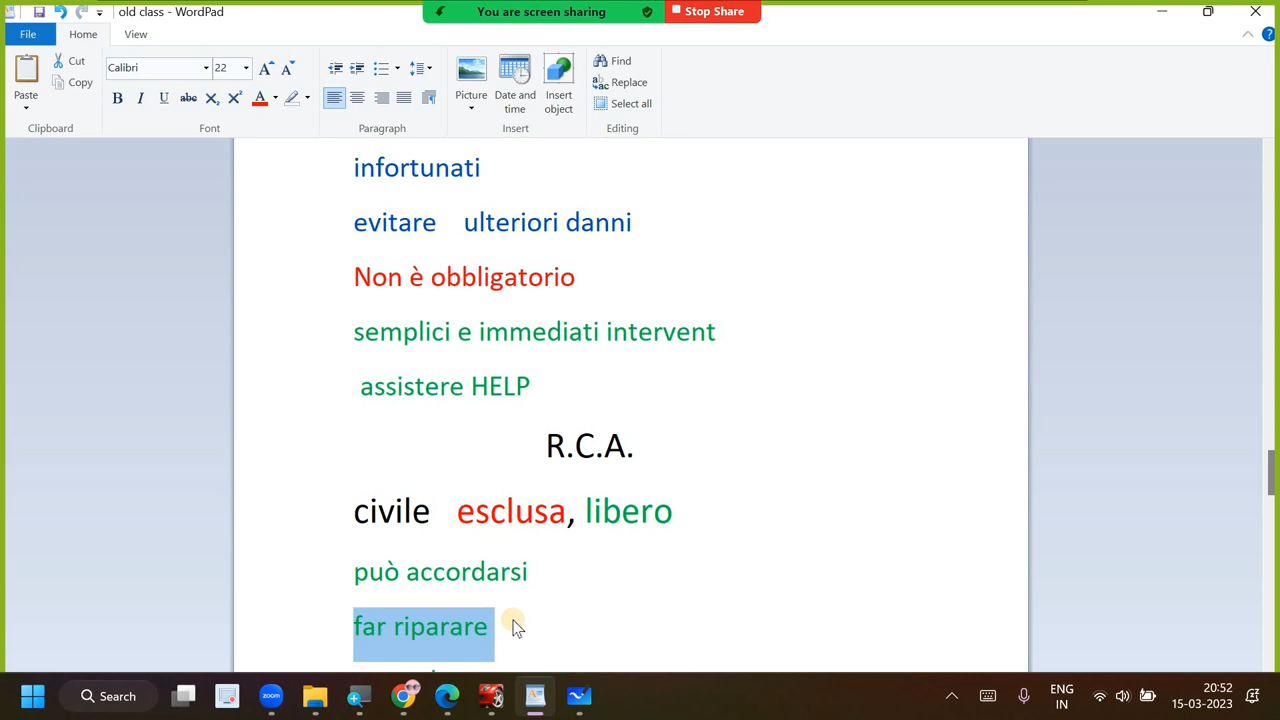 old class - WordPad
You are screen sharing
Stop Share
File
Home
View
Cut
Copy
Paste
Clipboard
Calibri
22
B I U abc X₂ X²
A
Font
Paragraph
Picture
Date and time
Insert object
Insert
Find
Replace
Select all
Editing
infortunati
evitare ulteriori danni
Non è obbligatorio
semplici e immediati intervent
assistere HELP
R.C.A.
civile esclusa, libero
può accordarsi
far riparare
Search
zoom
ENG
IN
20:52
15-03-2023